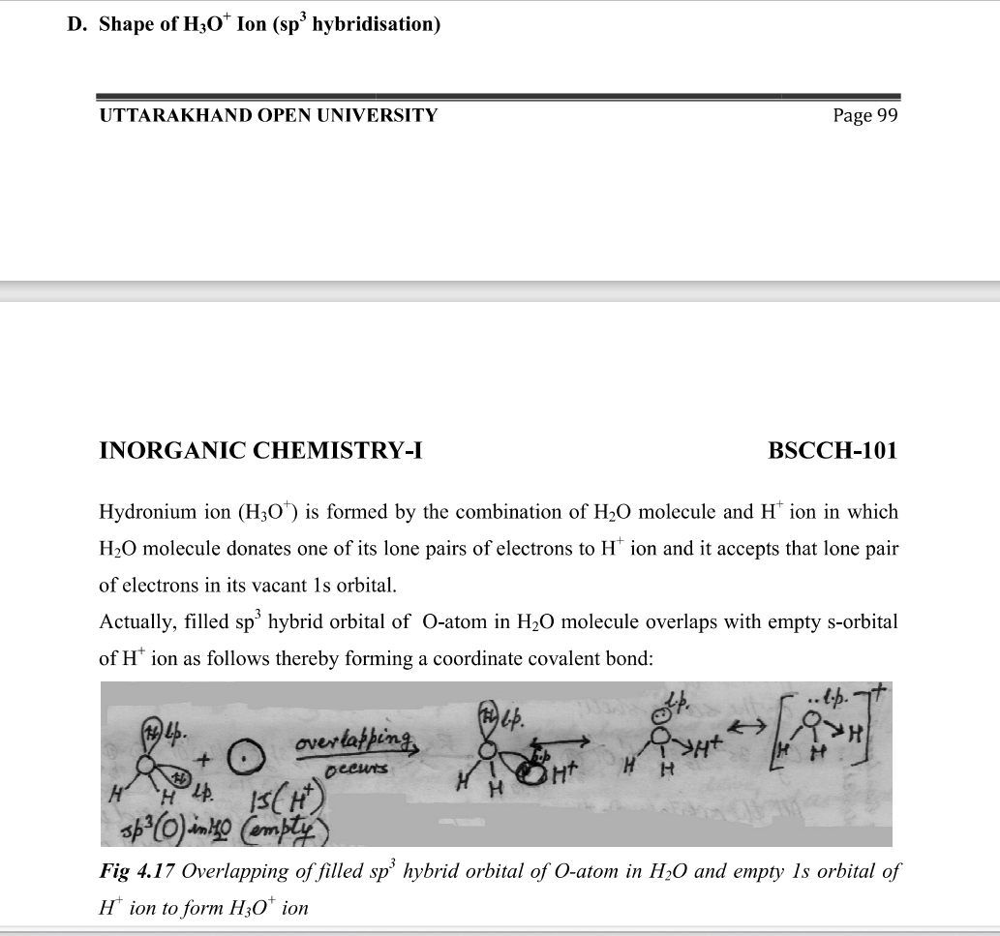 D. Shape of H₃O⁺ Ion (sp³ hybridisation)
UTTARAKHAND OPEN UNIVERSITY Page 99
INORGANIC CHEMISTRY-I BSCCH-101
Hydronium ion (H₃O⁺) is formed by the combination of H₂O molecule and H⁺ ion in which
H₂O molecule donates one of its lone pairs of electrons to H⁺ ion and it accepts that lone pair
of electrons in its vacant 1s orbital.
Actually, filled sp³ hybrid orbital of O-atom in H₂O molecule overlaps with empty s-orbital
of H⁺ ion as follows thereby forming a coordinate covalent bond:
l.p. l.p. l.p. ..l.p. +
+ overlapping b.p H⁺ H⁺ H
occurs
H H l.p. H H H H H H
1s(H⁺)
sp³(O) in H₂O (empty)
Fig 4.17 Overlapping of filled sp³ hybrid orbital of O-atom in H₂O and empty 1s orbital of
H⁺ ion to form H₃O⁺ ion